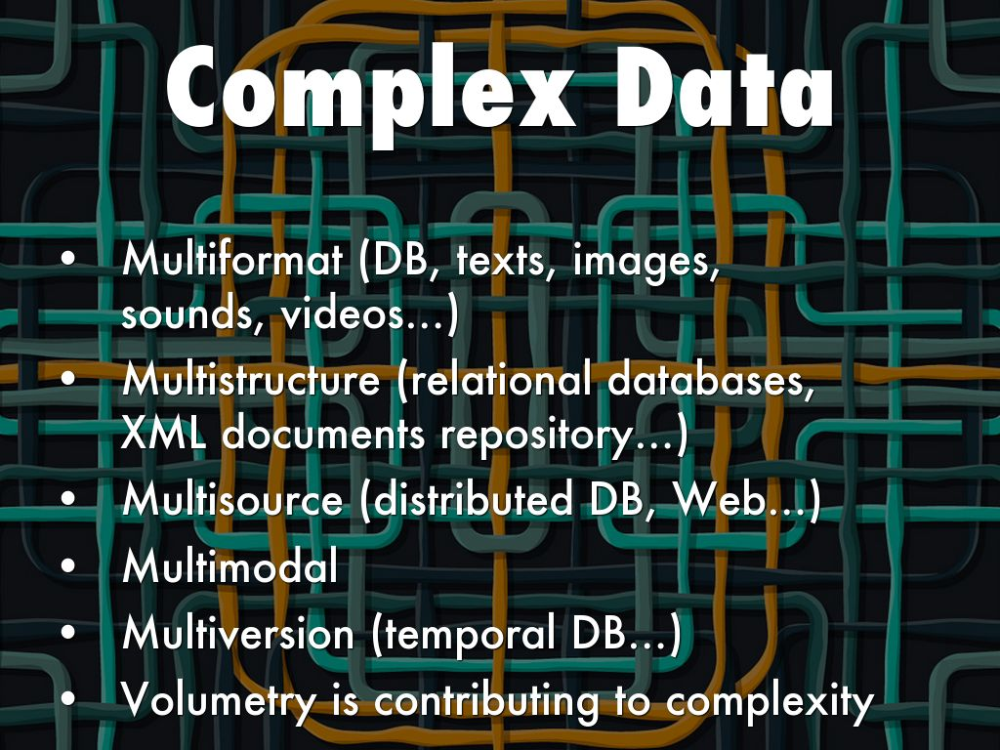 Complex Data
• Multiformat (DB, texts, images,
sounds, videos...)
• Multistructure (relational databases,
XML documents repository...)
• Multisource (distributed DB, Web...)
• Multimodal
• Multiversion (temporal DB...)
• Volumetry is contributing to complexity